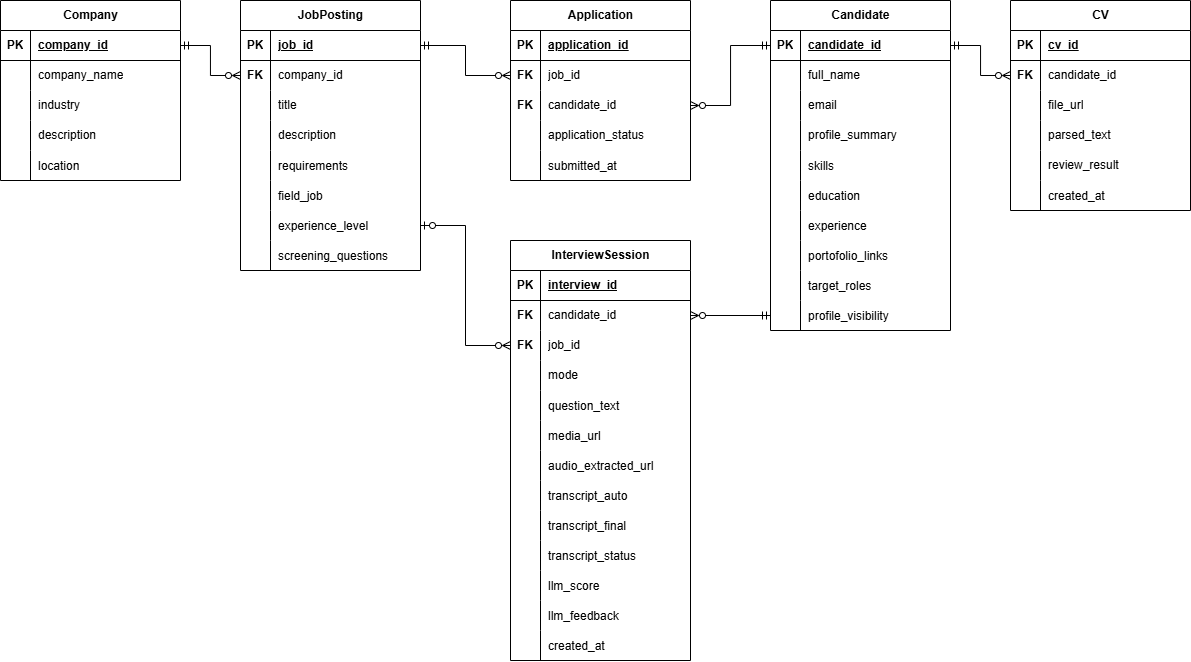 Company
PK company_id
company_name
industry
description
location
JobPosting
PK job_id
FK company_id
title
description
requirements
field_job
experience_level
screening_questions
Application
PK application_id
FK job_id
FK candidate_id
application_status
submitted_at
Candidate
PK candidate_id
full_name
email
profile_summary
skills
education
experience
portofolio_links
target_roles
profile_visibility
CV
PK cv_id
FK candidate_id
file_url
parsed_text
review_result
created_at
InterviewSession
PK interview_id
FK candidate_id
FK job_id
mode
question_text
media_url
audio_extracted_url
transcript_auto
transcript_final
transcript_status
llm_score
llm_feedback
created_at